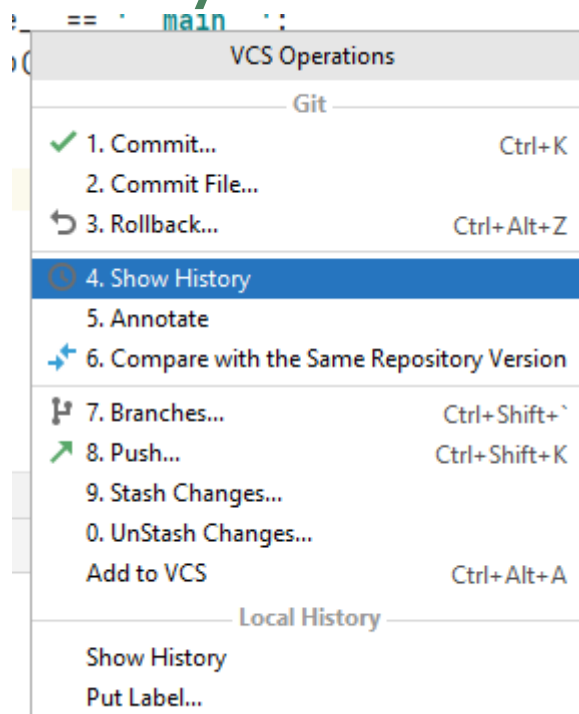 == ' main ':
VCS Operations
Git
1. Commit... Ctrl+K
2. Commit File...
3. Rollback... Ctrl+Alt+Z
4. Show History
5. Annotate
6. Compare with the Same Repository Version
7. Branches... Ctrl+Shift+`
8. Push... Ctrl+Shift+K
9. Stash Changes...
0. UnStash Changes...
Add to VCS Ctrl+Alt+A
Local History
Show History
Put Label...